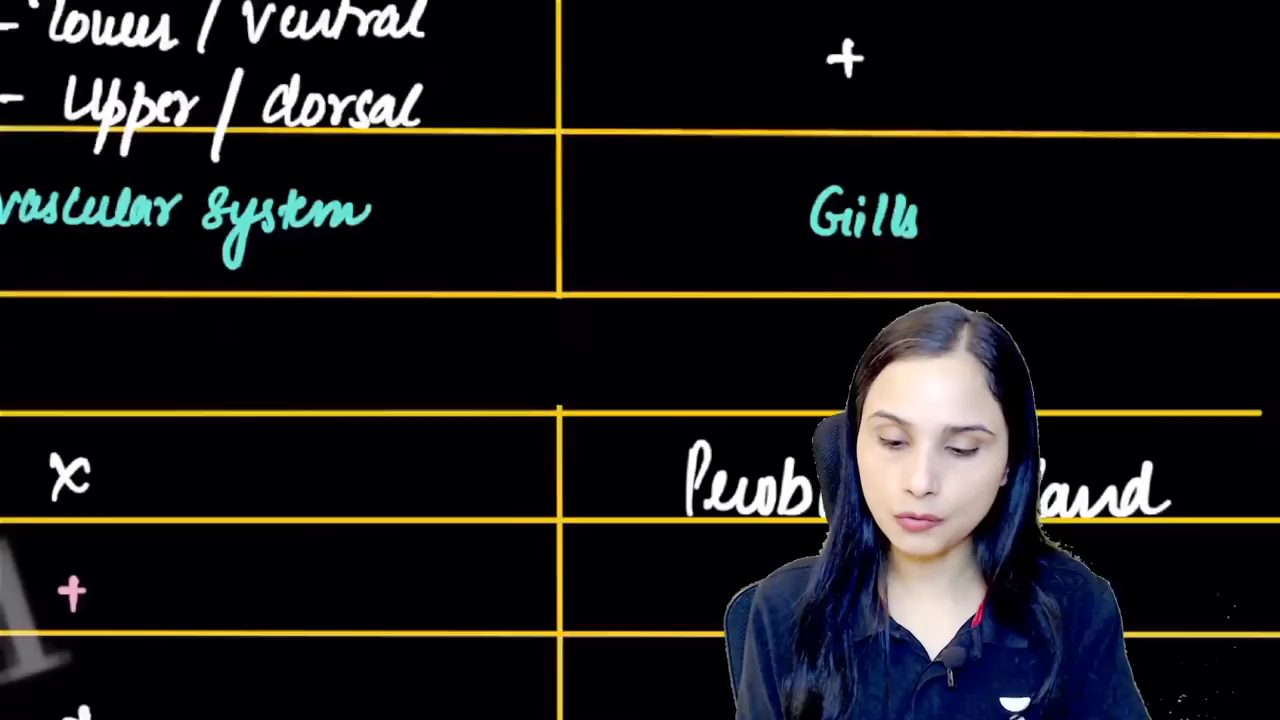 - lower / ventral
+
- Upper / dorsal
vascular system
Gills
x
+